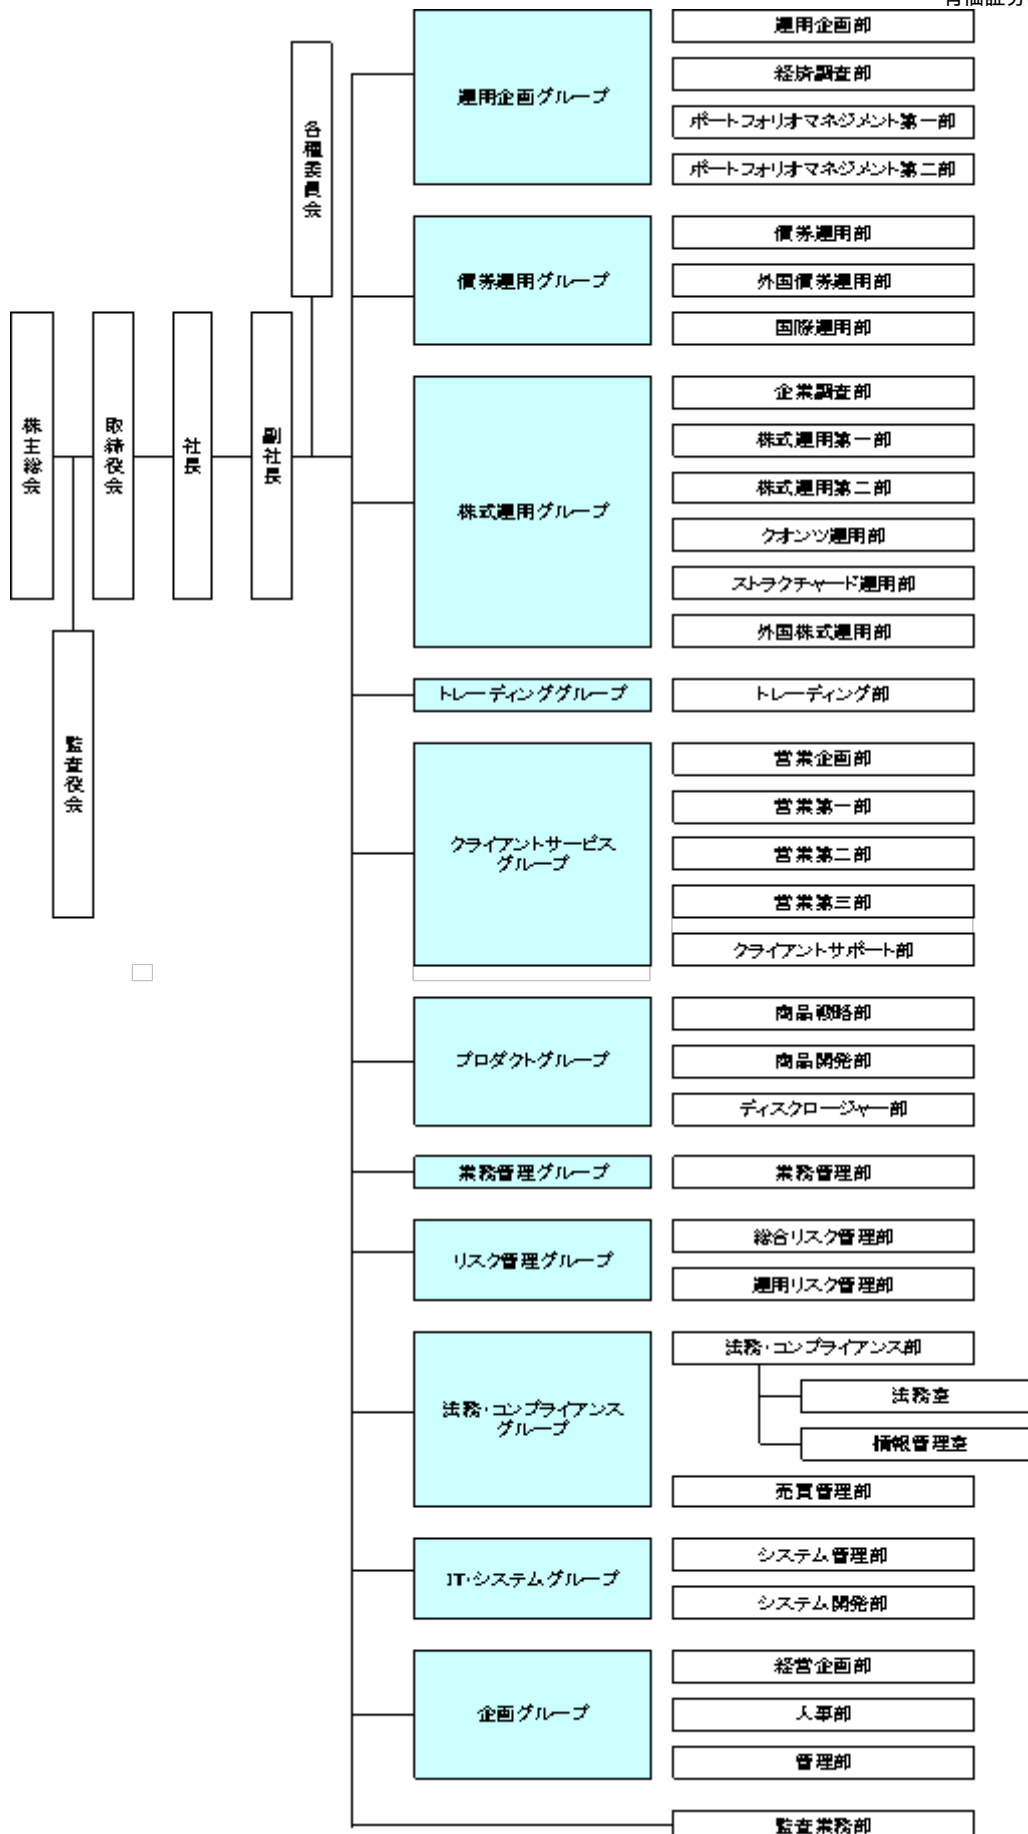 各種委員会
株主総会
取締役会
社長
副社長
監査役会
運用企画グループ
運用企画部
経済調査部
ポートフォリオマネジメント第一部
ポートフォリオマネジメント第二部
債券運用グループ
債券運用部
外国債券運用部
国際運用部
株式運用グループ
企業調査部
株式運用第一部
株式運用第二部
クオンツ運用部
ストラクチャード運用部
外国株式運用部
トレーディンググループ
トレーディング部
クライアントサービス
グループ
営業企画部
営業第一部
営業第二部
営業第三部
クライアントサポート部
プロダクトグループ
商品戦略部
商品開発部
ディスクロージャー部
業務管理グループ
業務管理部
リスク管理グループ
総合リスク管理部
運用リスク管理部
法務・コンプライアンス
グループ
法務・コンプライアンス部
法務室
情報管理室
売買管理部
IT・システムグループ
システム管理部
システム開発部
企画グループ
経営企画部
人事部
管理部
監査業務部